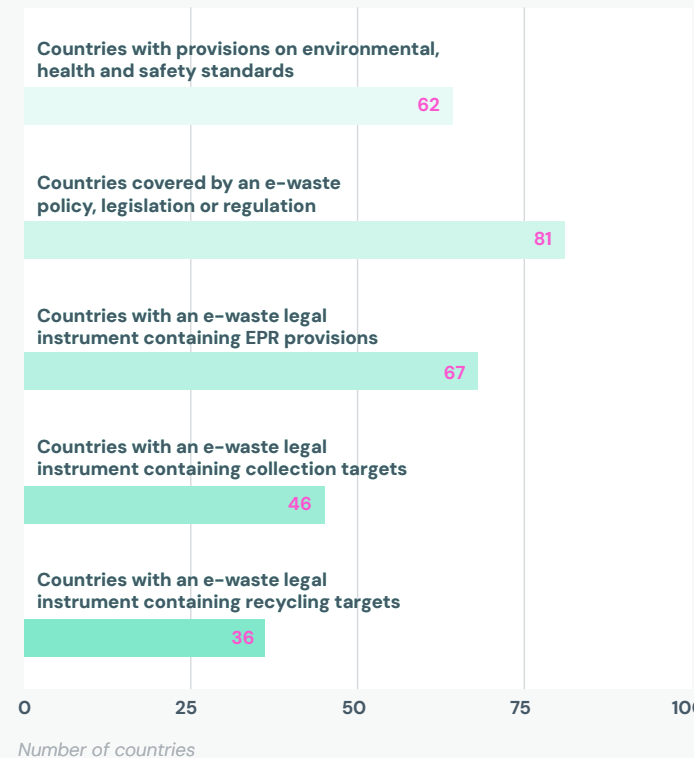 Countries with provisions on environmental,
health and safety standards
62
Countries covered by an e-waste
policy, legislation or regulation
81
Countries with an e-waste legal
instrument containing EPR provisions
67
Countries with an e-waste legal
instrument containing collection targets
46
Countries with an e-waste legal
instrument containing recycling targets
36
0 25 50 75
Number of countries